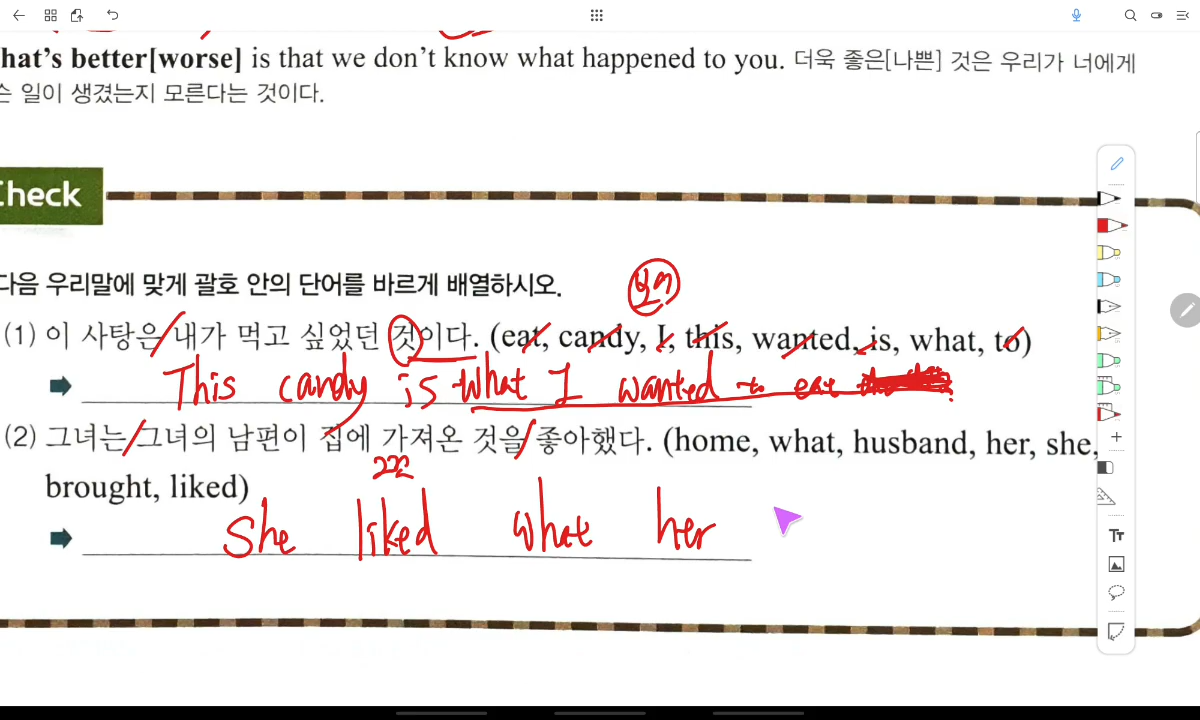 hat's better[worse] is that we don't know what happened to you. 더욱 좋은[나쁜] 것은 우리가 너에게
슨 일이 생겼는지 모른다는 것이다.
Check
다음 우리말에 맞게 괄호 안의 단어를 바르게 배열하시오.
보어
(1) 이 사탕은 내가 먹고 싶었던 것이다. (eat, candy, I, this, wanted, is, what, to)
This candy is what I wanted to eat
(2) 그녀는 그녀의 남편이 집에 가져온 것을 좋아했다. (home, what, husband, her, she,
brought, liked)
She liked what her
Tт